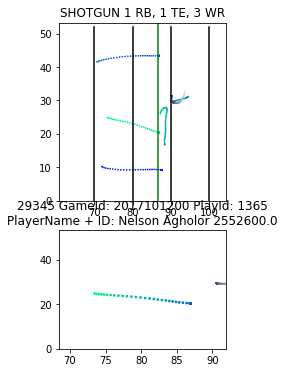 SHOTGUN 1 RB, 1 TE, 3 WR
50
40
30
20
10
0
70 80 90 100
29345 GameId: 2017101200 PlayId: 1365
PlayerName + ID: Nelson Agholor 2552600.0
40
20
0
70 75 80 85 90